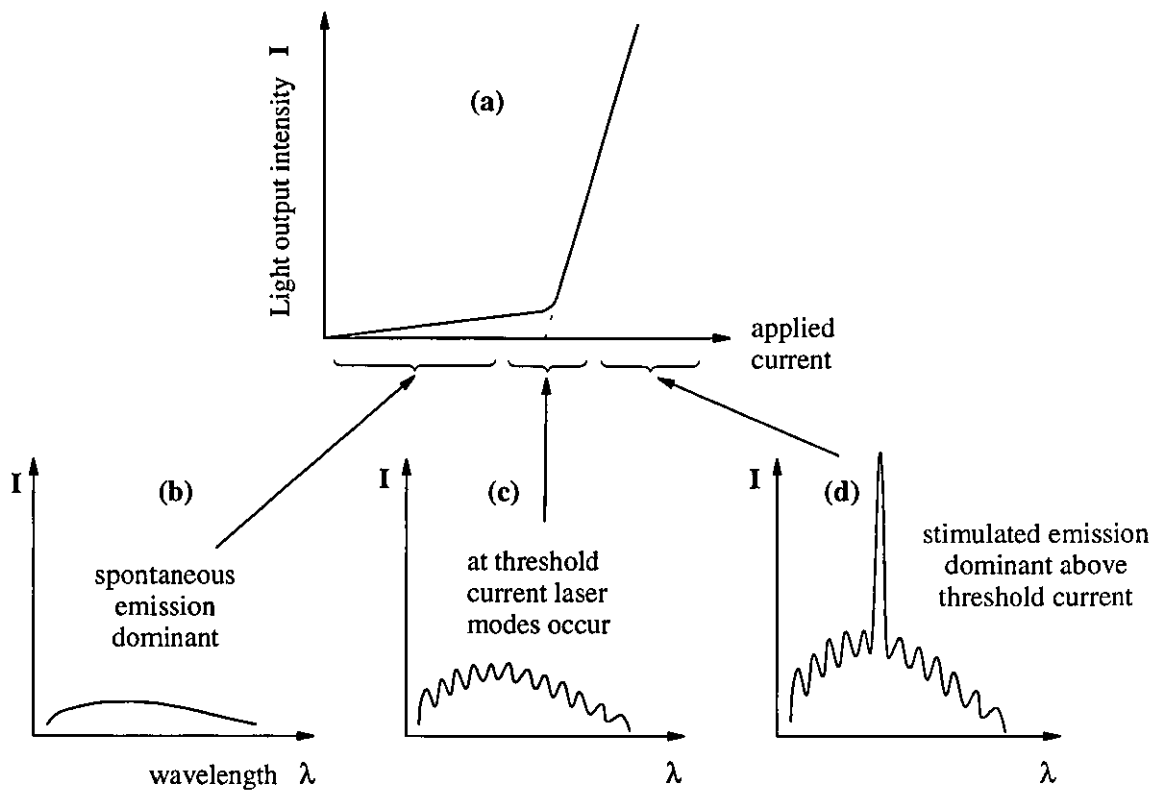 Light output intensity I
(a)
applied
current
I
(b)
spontaneous
emission
dominant
wavelength λ
I
(c)
at threshold
current laser
modes occur
λ
I
(d)
stimulated emission
dominant above
threshold current
λ